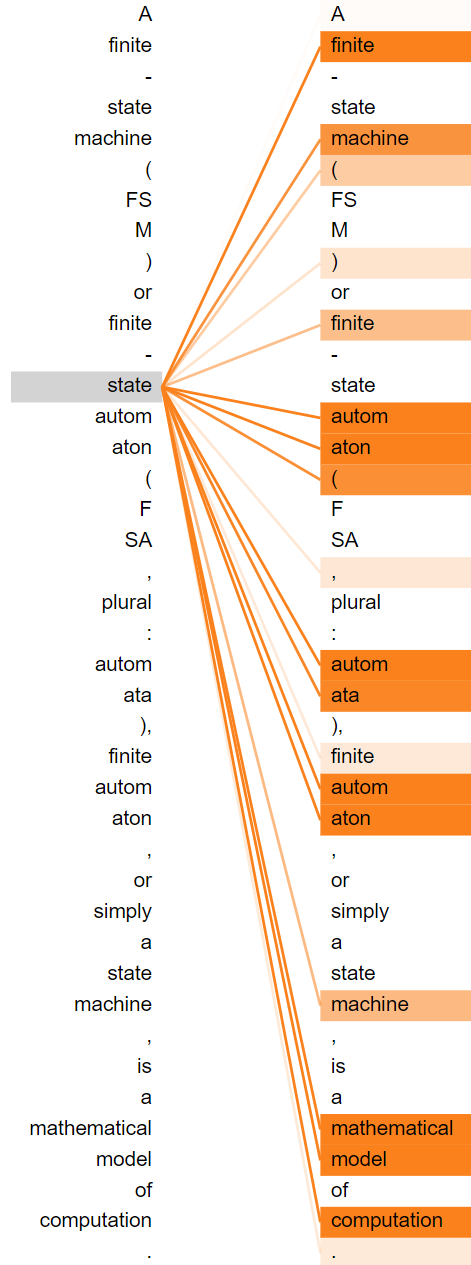 A A
finite finite
- -
state state
machine machine
( (
FS FS
M M
) )
or or
finite finite
- -
state state
autom autom
aton aton
( (
F F
SA SA
, ,
plural plural
: :
autom autom
ata ata
), ),
finite finite
autom autom
aton aton
, ,
or or
simply simply
a a
state state
machine machine
, ,
is is
a a
mathematical mathematical
model model
of of
computation computation
. .